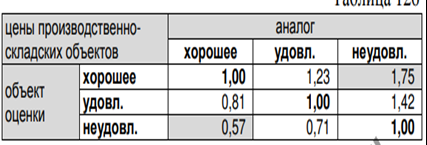 Таблица 120
цены производственно-складских объектов | аналог
хорошее | удовл. | неудовл.
объект оценки | хорошее | 1,00 | 1,23 | 1,75
удовл. | 0,81 | 1,00 | 1,42
неудовл. | 0,57 | 0,71 | 1,00